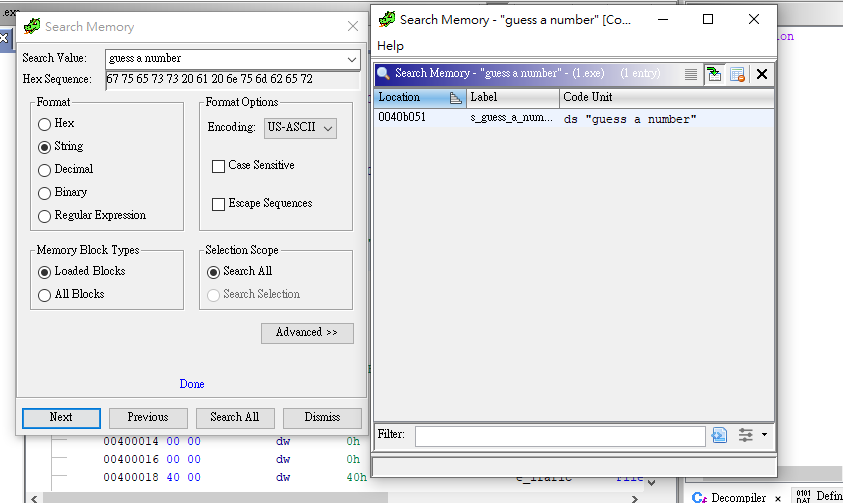 .exe
Search Memory
Search Value: guess a number
Hex Sequence: 67 75 65 73 73 20 61 20 6e 75 6d 62 65 72
Format
Hex
String
Decimal
Binary
Regular Expression
Format Options
Encoding: US-ASCII
Case Sensitive
Escape Sequences
Memory Block Types
Loaded Blocks
All Blocks
Selection Scope
Search All
Search Selection
Advanced >>
Done
Next Previous Search All Dismiss
00400014 00 00 dw 0h
00400016 00 00 dw 0h
00400018 40 00 dw 40h
Search Memory - "guess a number" [Co...
Help
Search Memory - "guess a number" - (1.exe) (1 entry)
Location Label Code Unit
0040b051 s_guess_a_num... ds "guess a number"
Filter:
ion
Decompiler × Defin